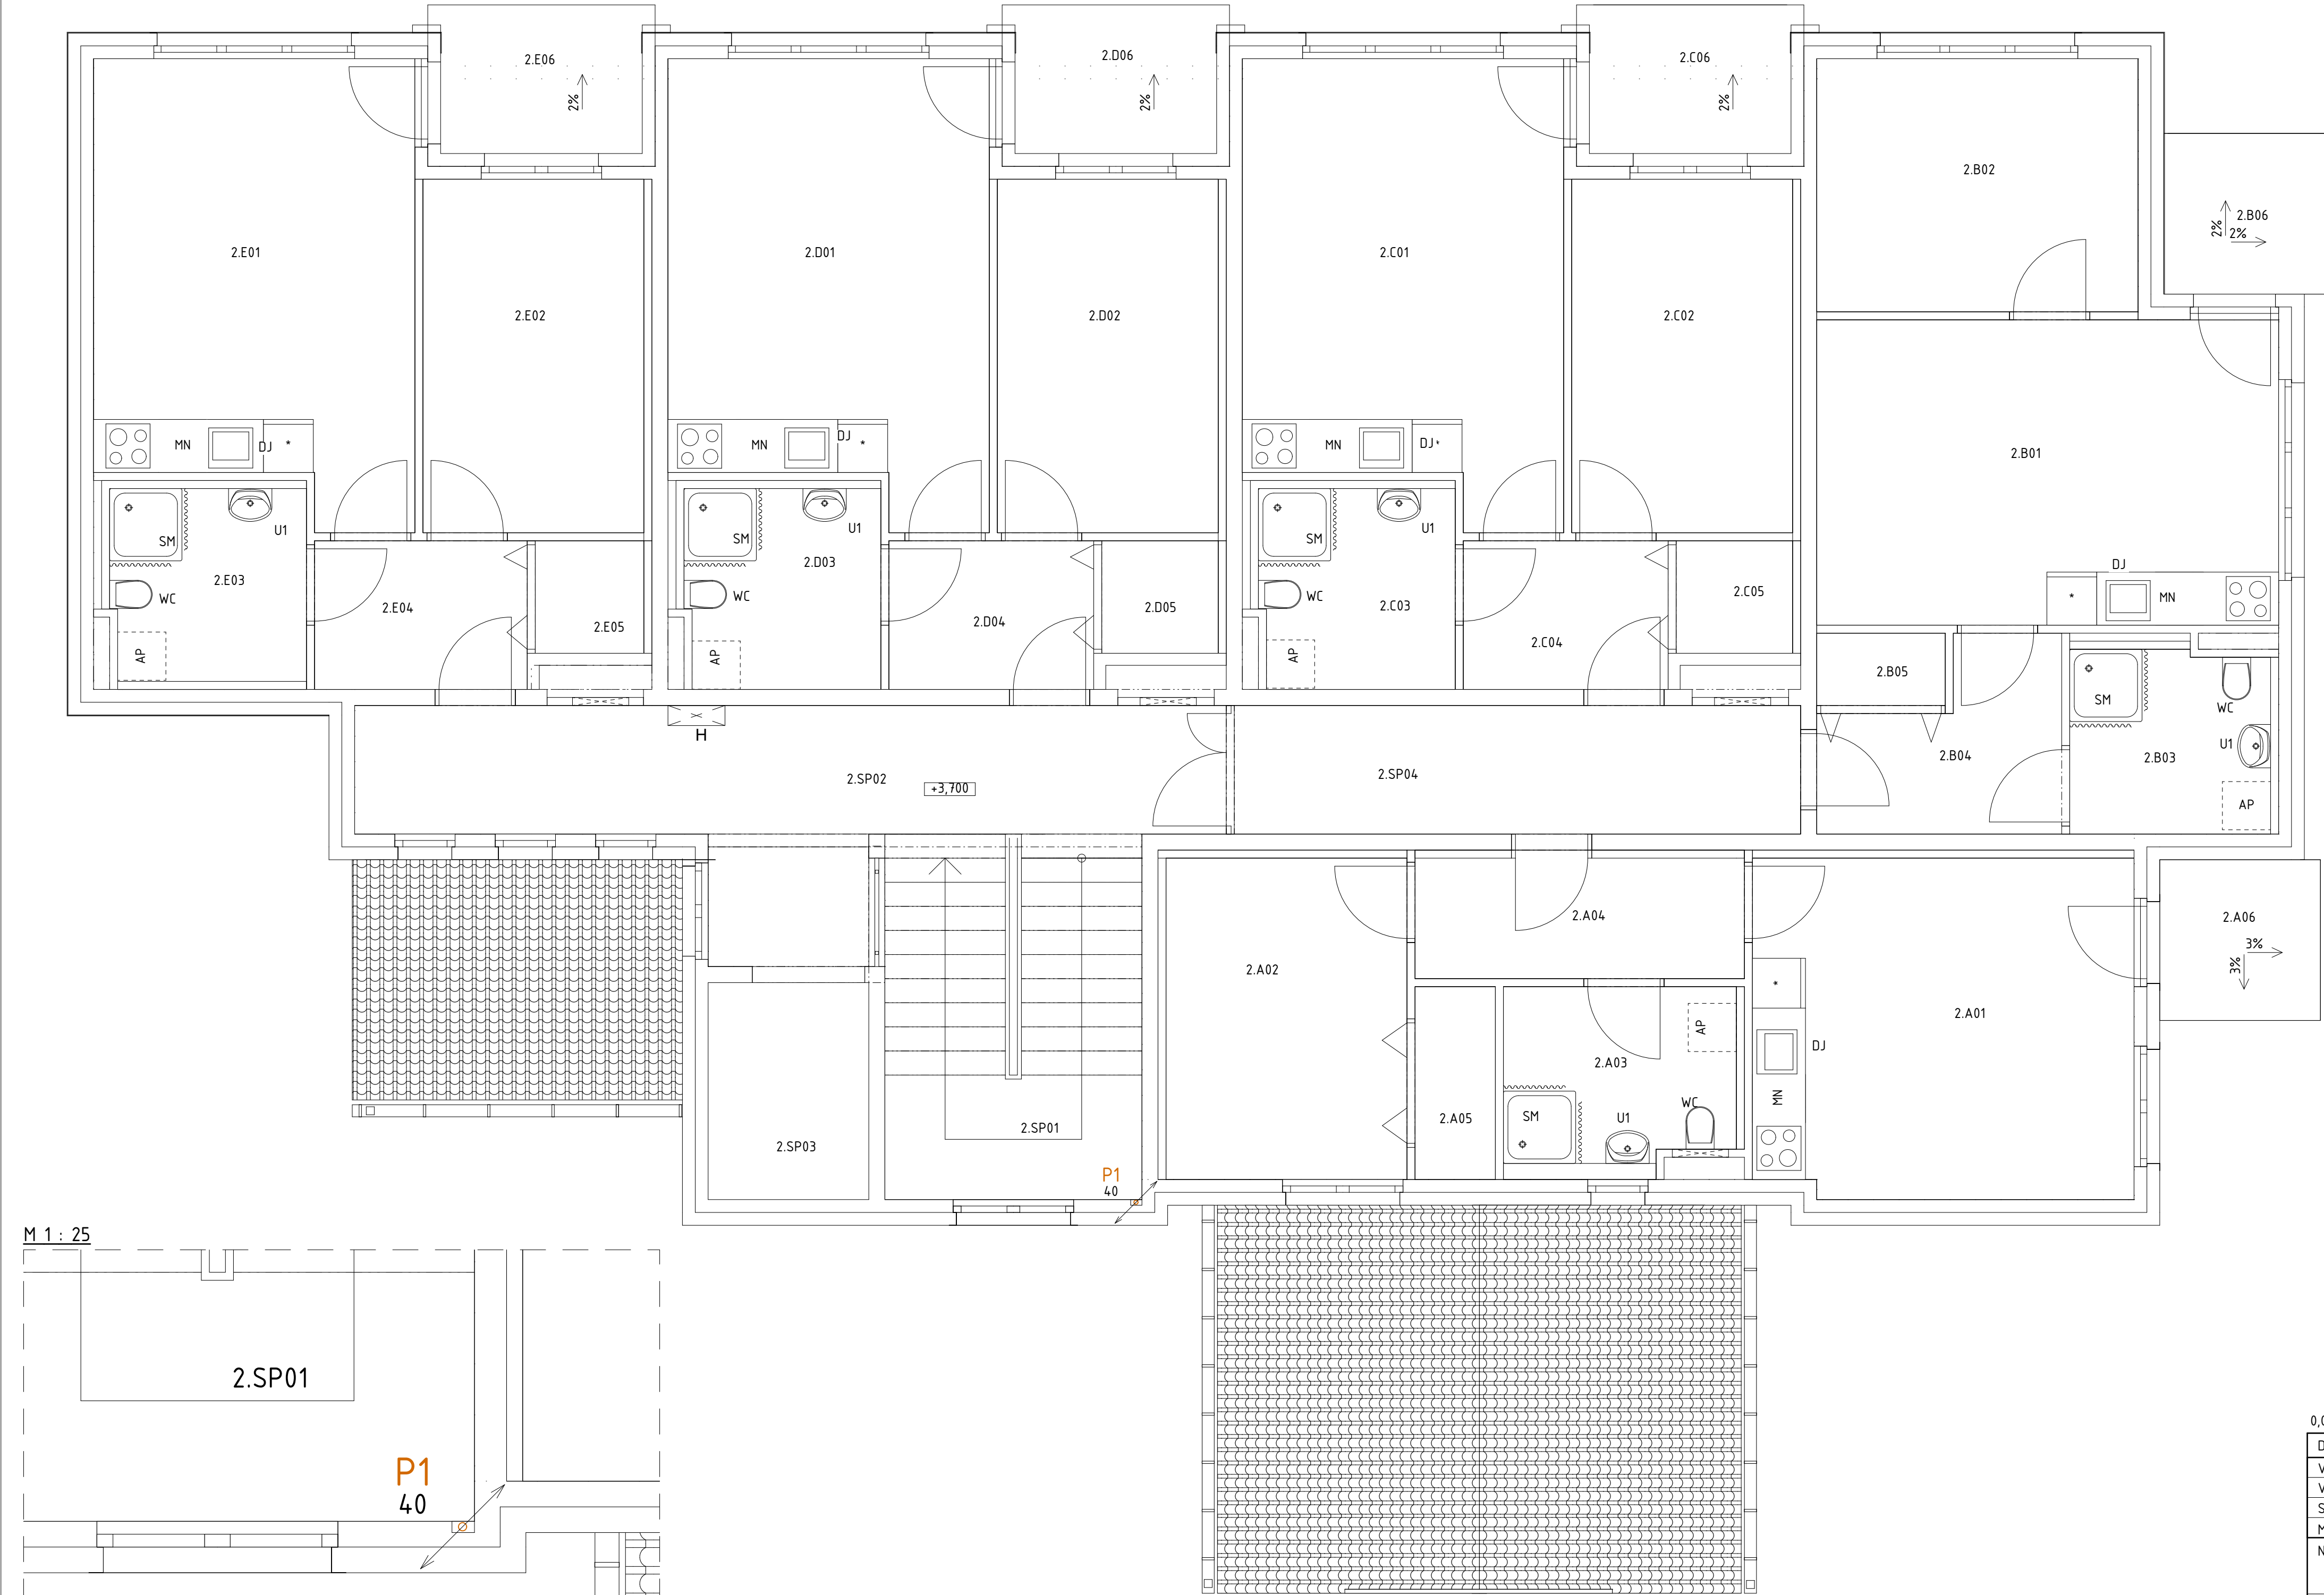 2.E06
2%
2.D06
2%
2.C06
2%
2.B02
2%
2.B06
2%
2.E01
2.E02
2.D01
2.D02
2.C01
2.C02
2.B01
MN
DJ
*
MN
DJ
*
MN
DJ
*
SM
U1
SM
U1
SM
U1
2.E03
WC
2.D03
WC
2.C03
WC
DJ
*
MN
AP
2.E04
2.E05
AP
2.D04
2.D05
AP
2.C04
2.C05
2.B05
SM
WC
U1
2.B04
2.B03
AP
H
2.SP02
+3,700
2.SP04
2.A02
2.A04
2.A01
2.A06
3%
3%
*
DJ
MN
AP
2.A03
WC
SM
U1
2.A05
2.SP03
2.SP01
P1
40
M 1 : 25
2.SP01
P1
40